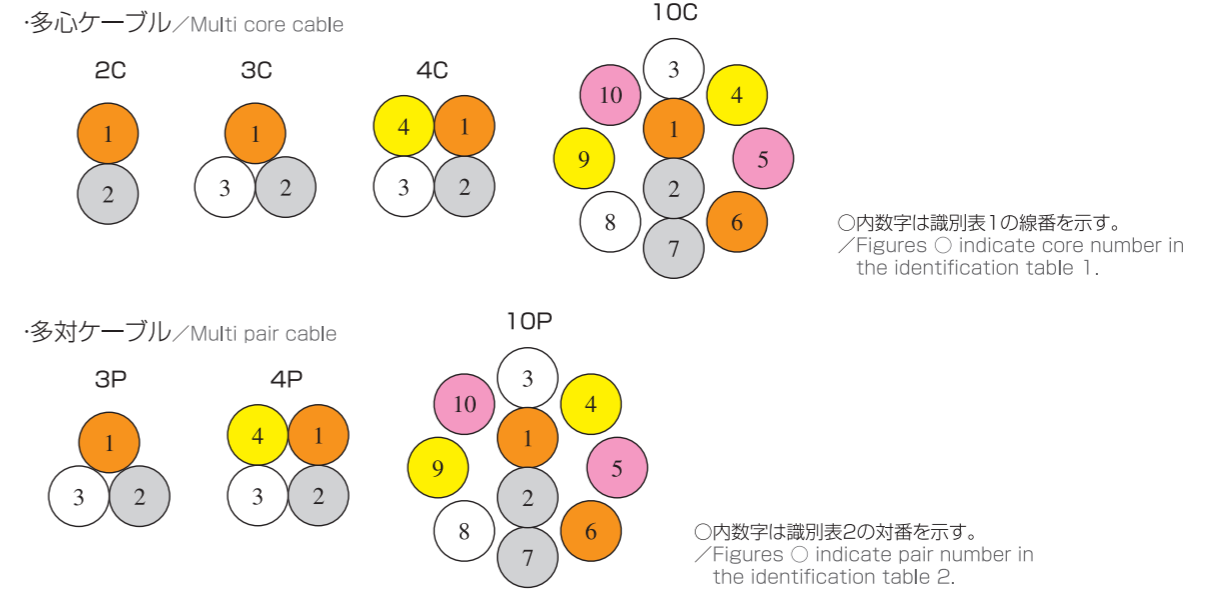 ·多心ケーブル／Multi core cable
2C
3C
4C
10C
1
2
1
3 2
4 1
3 2
3
10 4
1
9 5
2
8 6
7
○内数字は識別表1の線番を示す。
／Figures ○ indicate core number in
the identification table 1.
·多対ケーブル／Multi pair cable
3P
4P
10P
1
3 2
4 1
3 2
3
10 4
1
9 5
2
8 6
7
○内数字は識別表2の対番を示す。
／Figures ○ indicate pair number in
the identification table 2.